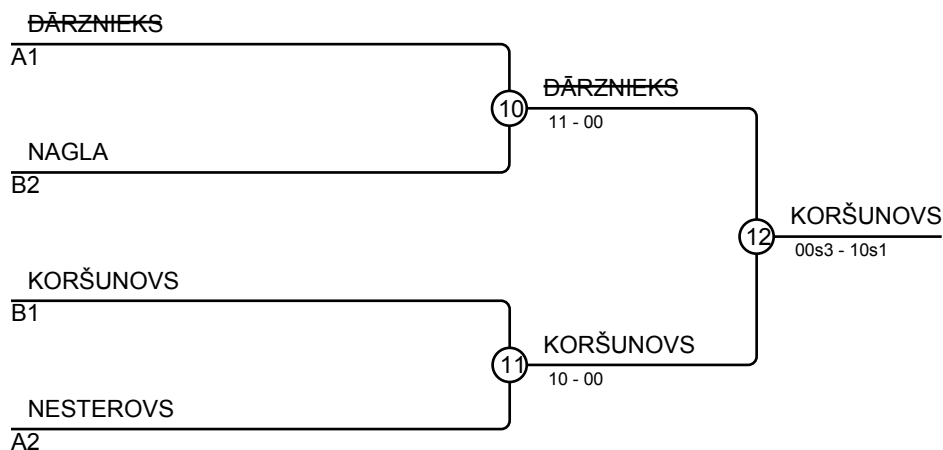 DĀRZNIEKS
A1
10
DĀRZNIEKS
11 - 00
NAGLA
B2
12
KORŠUNOVS
00s3 - 10s1
KORŠUNOVS
B1
11
KORŠUNOVS
10 - 00
NESTEROVS
A2